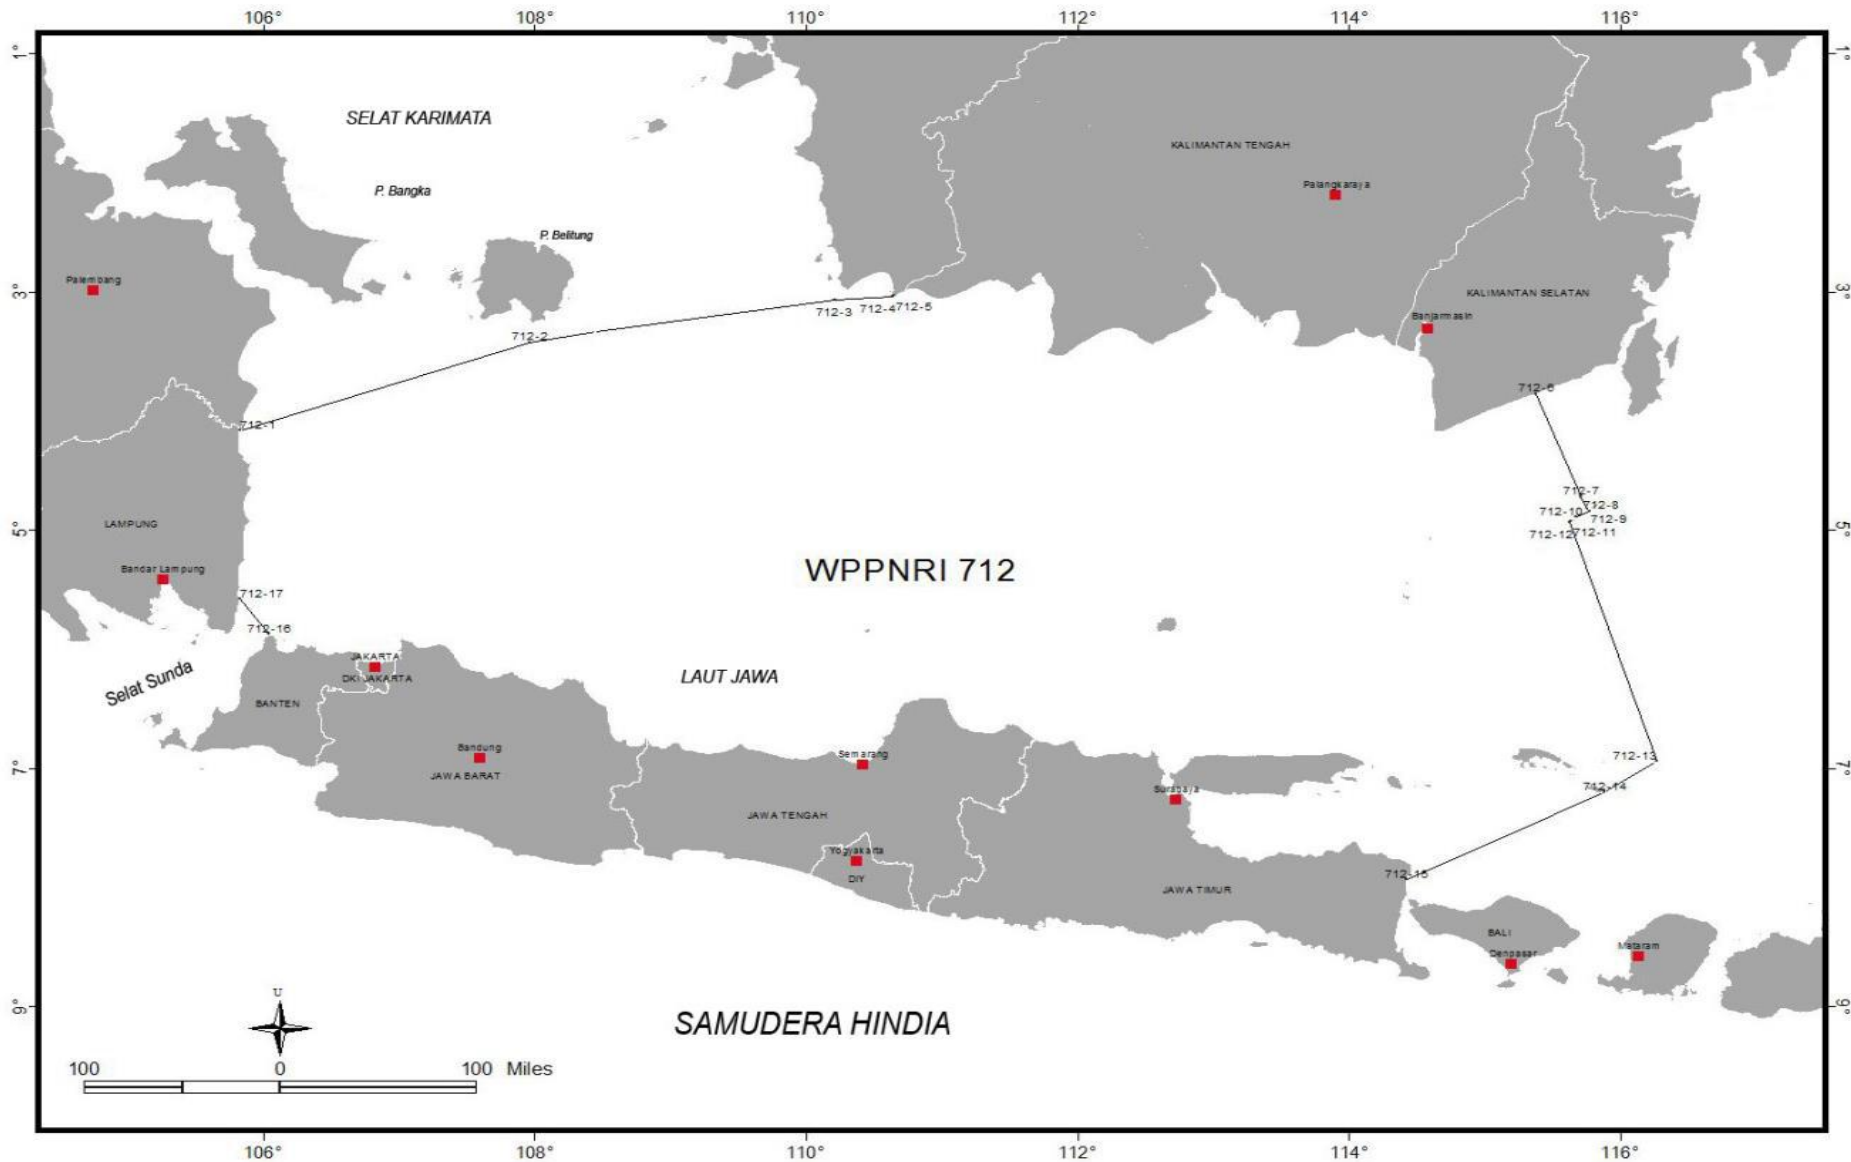 106° 108° 110° 112° 114° 116°
1° 1°
SELAT KARIMATA
KALIMANTAN TENGAH
P. Bangka
Palangkaraya
P. Belitung
Palembang
3° 3°
KALIMANTAN SELATAN
712-3 712-4 712-5
Banjarmasin
712-2
712-6
712-1
712-7
712-8
712-10
712-9
LAMPUNG
5° 5°
712-12 712-11
Bandar Lampung
WPPNRI 712
712-17
712-16
JAKARTA
Selat Sunda
DKI JAKARTA
LAUT JAWA
BANTEN
Bandung
Semarang
712-13
JAWA BARAT
7° 7°
712-14
Surabaya
JAWA TENGAH
Yogyakarta
712-15
DIY
JAWA TIMUR
BALI
Mataram
Denpasar
U
9° 9°
SAMUDERA HINDIA
100 0 100 Miles
106° 108° 110° 112° 114° 116°